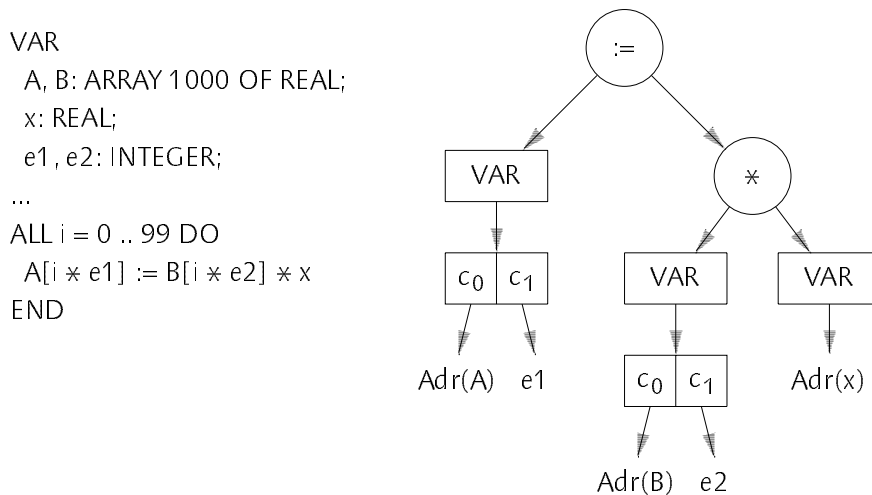 VAR
A, B: ARRAY 1000 OF REAL;
x: REAL;
e1, e2: INTEGER;
...
ALL i = 0 .. 99 DO
A[i * e1] := B[i * e2] * x
END
:=
VAR
*
c0 c1
VAR
VAR
Adr(A) e1
c0 c1
Adr(x)
Adr(B) e2